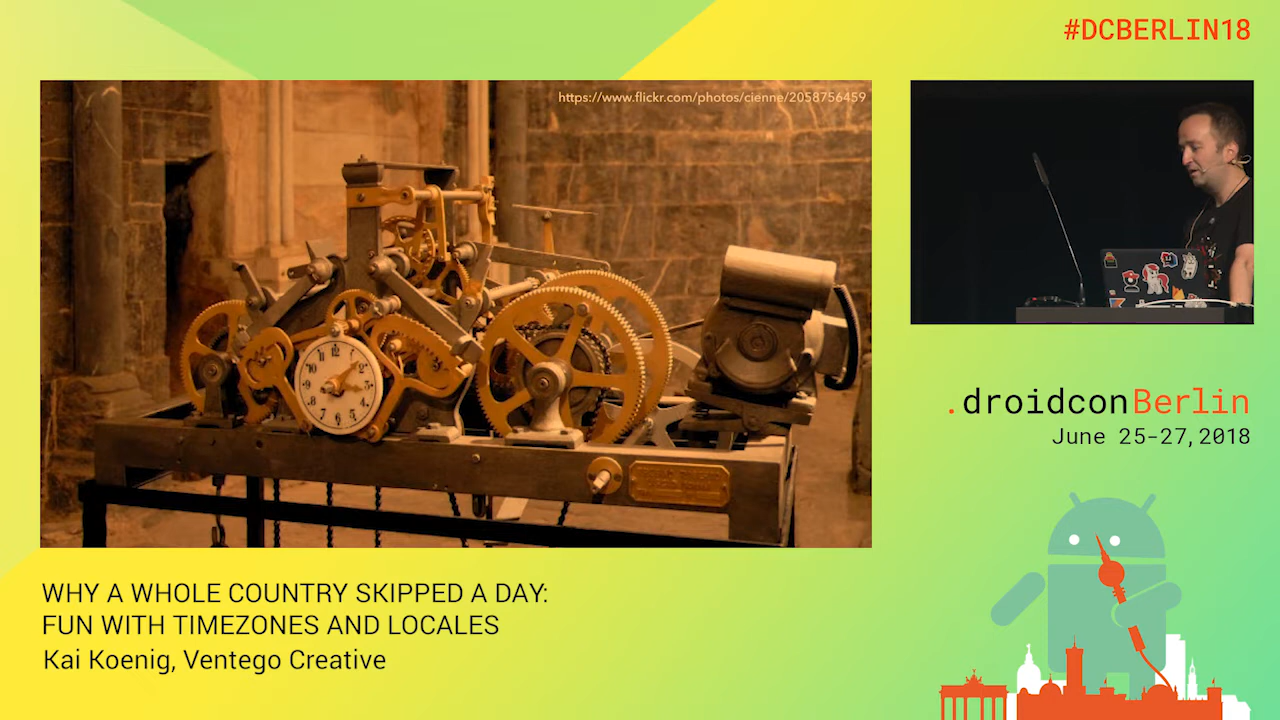 #DCBERLIN18
https://www.flickr.com/photos/cienne/2058756459
.droidconBerlin
June 25-27,2018
WHY A WHOLE COUNTRY SKIPPED A DAY:
FUN WITH TIMEZONES AND LOCALES
Kai Koenig, Ventego Creative